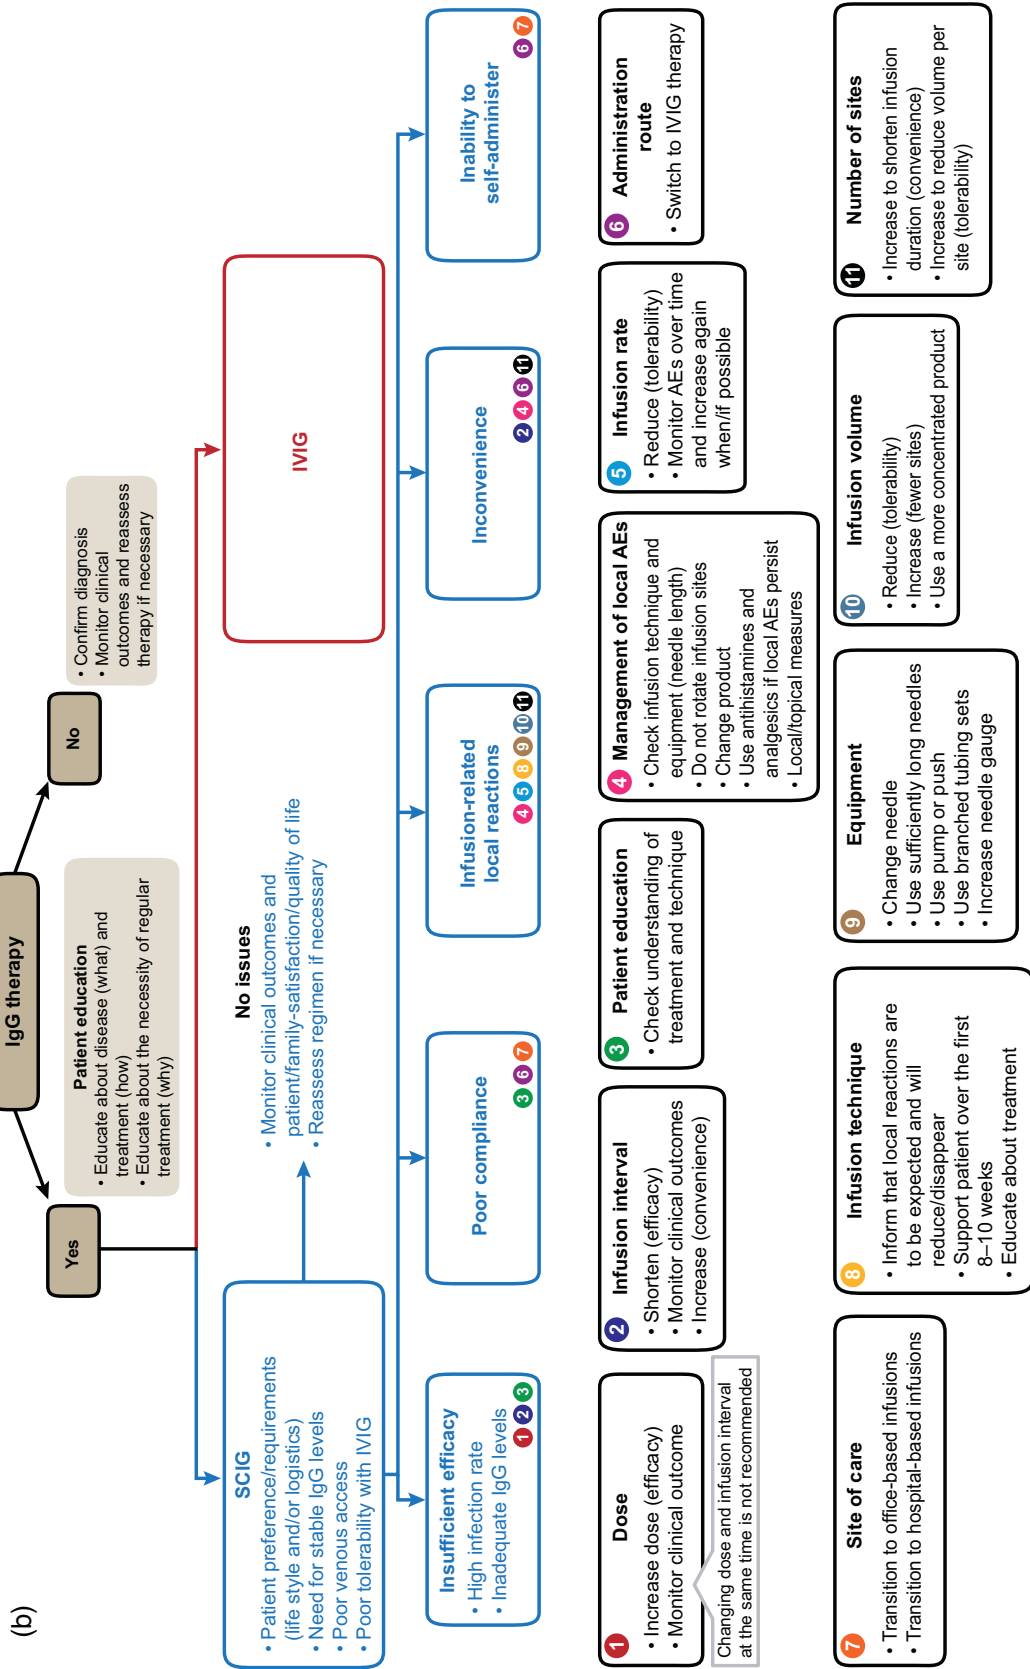 (b)
IgG therapy
Yes
No
Patient education
• Educate about disease (what) and
treatment (how)
• Educate about the necessity of regular
treatment (why)
• Confirm diagnosis
• Monitor clinical
outcomes and reassess
therapy if necessary
SCIG
• Patient preference/requirements
(life style and/or logistics)
• Need for stable IgG levels
• Poor venous access
• Poor tolerability with IVIG
No issues
• Monitor clinical outcomes and
patient/family-satisfaction/quality of life
• Reassess regimen if necessary
IVIG
Insufficient efficacy
• High infection rate
• Inadequate IgG levels
1 2 3
Poor compliance
3 6 7
Infusion-related
local reactions
4 5 8 9 10 11
Inconvenience
2 4 6 11
Inability to
self-administer
6 7
1 Dose
• Increase dose (efficacy)
• Monitor clinical outcome
Changing dose and infusion interval
at the same time is not recommended
2 Infusion interval
• Shorten (efficacy)
• Monitor clinical outcomes
• Increase (convenience)
3 Patient education
• Check understanding of
treatment and technique
4 Management of local AEs
• Check infusion technique and
equipment (needle length)
• Do not rotate infusion sites
• Change product
• Use antihistamines and
analgesics if local AEs persist
• Local/topical measures
5 Infusion rate
• Reduce (tolerability)
• Monitor AEs over time
and increase again
when/if possible
6 Administration
route
• Switch to IVIG therapy
7 Site of care
• Transition to office-based infusions
• Transition to hospital-based infusions
8 Infusion technique
• Inform that local reactions are
to be expected and will
reduce/disappear
• Support patient over the first
8–10 weeks
• Educate about treatment
9 Equipment
• Change needle
• Use sufficiently long needles
• Use pump or push
• Use branched tubing sets
• Increase needle gauge
10 Infusion volume
• Reduce (tolerability)
• Increase (fewer sites)
• Use a more concentrated product
11 Number of sites
• Increase to shorten infusion
duration (convenience)
• Increase to reduce volume per
site (tolerability)